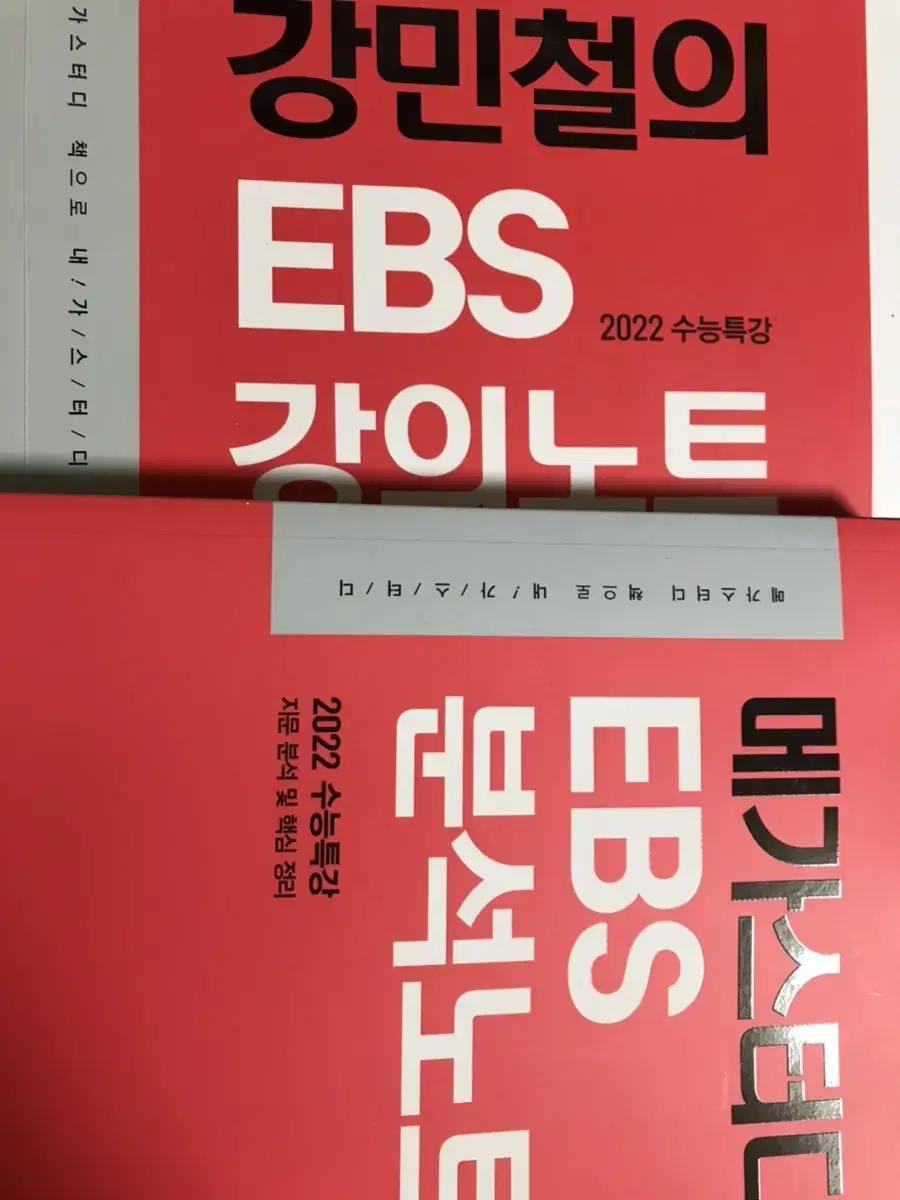 가스터디 책으로 내!가/스/터/디
강민철의
EBS
2022 수능특강
강의노트
메가스터디 책으로 내!가/스/터/디
메가스터디
EBS
분석노트
2022 수능특강
지문 분석 및 핵심 정리